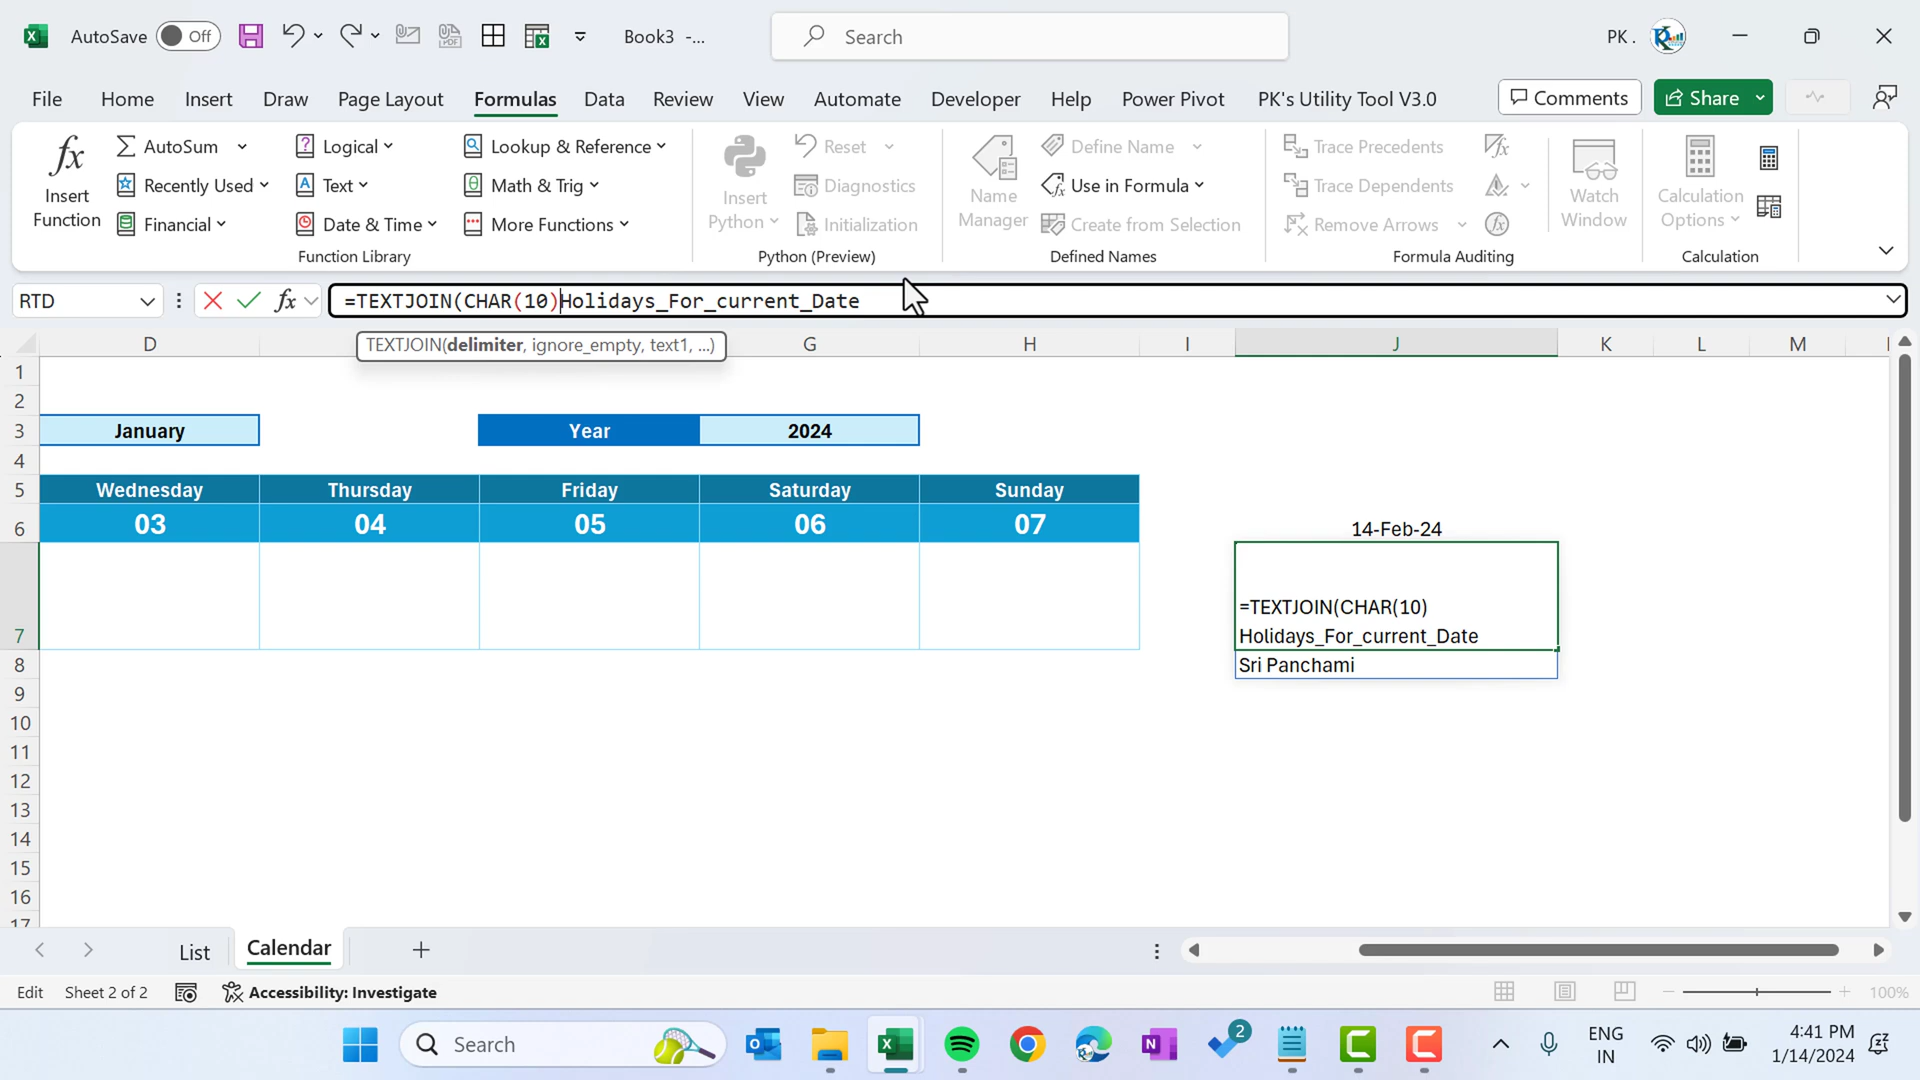 AutoSave Off Book3 -... Search PK .
File Home Insert Draw Page Layout Formulas Data Review View Automate Developer Help Power Pivot PK's Utility Tool V3.0 Comments Share
Insert Function
AutoSum
Recently Used
Financial
Logical
Text
Date & Time
Lookup & Reference
Math & Trig
More Functions
Function Library
Insert Python
Reset
Diagnostics
Initialization
Python (Preview)
Name Manager
Define Name
Use in Formula
Create from Selection
Defined Names
Trace Precedents
Trace Dependents
Remove Arrows
Formula Auditing
Watch Window
Calculation Options
Calculation
RTD fx =TEXTJOIN(CHAR(10)Holidays_For_current_Date
TEXTJOIN(delimiter, ignore_empty, text1, ...)
D G H I J K L M
1
2
3 January Year 2024
4
5 Wednesday Thursday Friday Saturday Sunday
6 03 04 05 06 07 14-Feb-24
=TEXTJOIN(CHAR(10)
7 Holidays_For_current_Date
8 Sri Panchami
9
10
11
12
13
14
15
16
17
List Calendar
Edit Sheet 2 of 2 Accessibility: Investigate 100%
Search 2 ENG IN 4:41 PM 1/14/2024